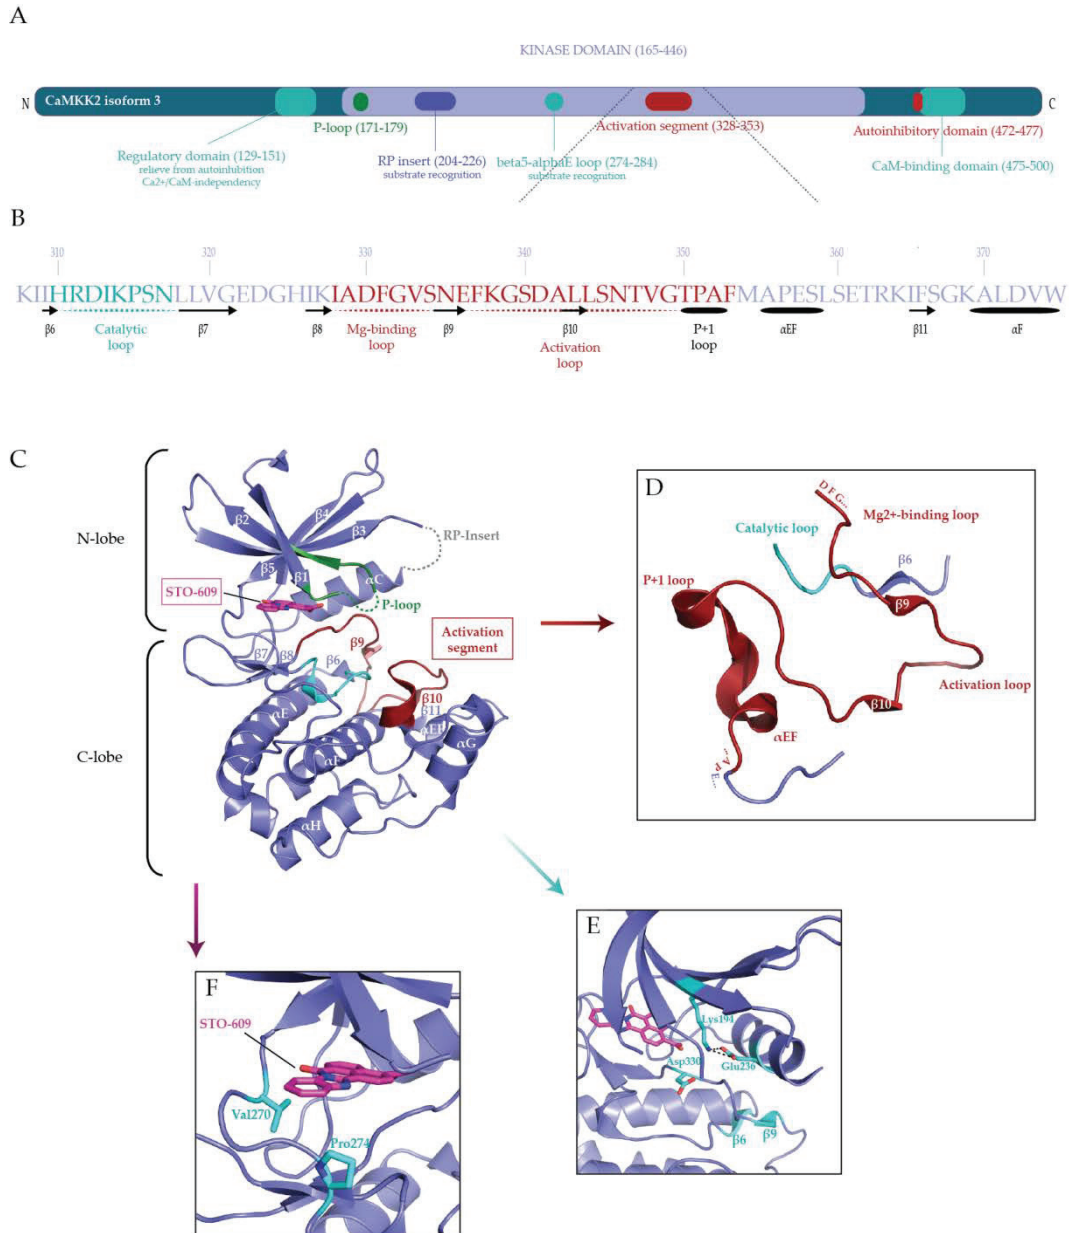 A
KINASE DOMAIN (165-446)
N
CaMKK2 isoform 3
C
P-loop (171-179)
Activation segment (328-353)
Autoinhibitory domain (472-477)
Regulatory domain (129-151)
relieve from autoinhibition
Ca2+/CaM-independency
RP insert (204-226)
substrate recognition
beta5-alphaE loop (274-284)
substrate recognition
CaM-binding domain (475-500)
B
310 320 330 340 350 360 370
KIIHRDIKPSNLLVGEDGHIKIADFGVSNEFKGSDALLSNTVGTPAFMAPESLSETRKIFSGKALDVW
β6 Catalytic loop β7 β8 Mg-binding loop β9 β10 Activation loop P+1 loop αEF β11 αF
C
N-lobe
β2
β4
β3
RP-Insert
β5
β1
αC
STO-609
P-loop
C-lobe
β7
β8
β6
β9
Activation segment
β10
β11
αE
αEF
αF
αG
αH
D
D F G...
Mg2+-binding loop
Catalytic loop
β6
P+1 loop
β9
Activation loop
β10
αEF
...A P E...
E
Lys194
Asp330
Glu236
β6
β9
F
STO-609
Val270
Pro274